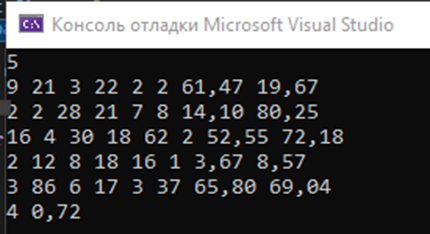 Консоль отладки Microsoft Visual Studio
5
9 21 3 22 2 2 61,47 19,67
2 2 28 21 7 8 14,10 80,25
16 4 30 18 62 2 52,55 72,18
2 12 8 18 16 1 3,67 8,57
3 86 6 17 3 37 65,80 69,04
4 0,72